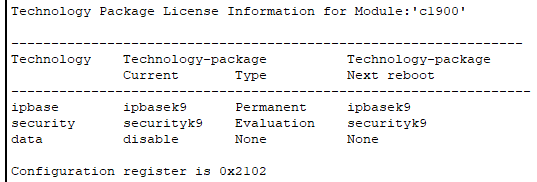 Technology Package License Information for Module:'c1900'
----------------------------------------------------------------
Technology Technology-package Technology-package
Current Type Next reboot
-----------------------------------------------------------------
ipbase ipbasek9 Permanent ipbasek9
security securityk9 Evaluation securityk9
data disable None None
Configuration register is 0x2102